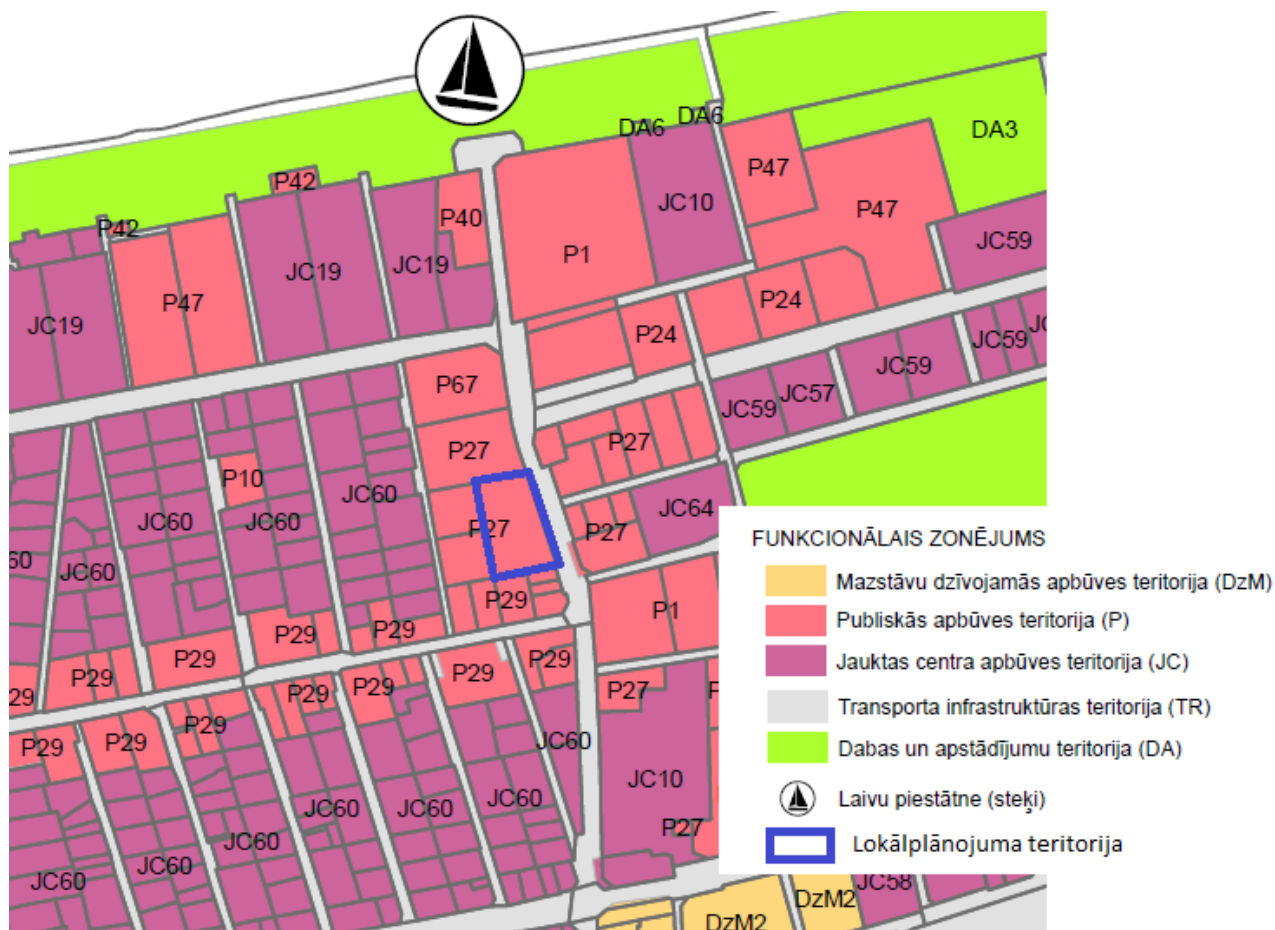 DA6
DA6
DA3
P42
P47
P42
P40
JC10
P47
JC59
JC19
JC19
P1
P47
P24
JC19
P24
JC59
JC59
P67
JC57
JC59
P27
P27
P10
JC60
JC60
JC60
P27
P27
JC64
60
JC60
P29
P1
P29
P29
P29
P29
P29
P29
29
P29
P29
P27
P29
P29
P29
JC60
JC10
JC60
JC60
JC60
P27
JC60
JC60
JC60
JC58
DzM2
DzM2
FUNKCIONĀLAIS ZONĒJUMS
Mazstāvu dzīvojamās apbūves teritorija (DzM)
Publiskās apbūves teritorija (P)
Jauktas centra apbūves teritorija (JC)
Transporta infrastruktūras teritorija (TR)
Dabas un apstādījumu teritorija (DA)
Laivu piestātne (steķi)
Lokālplānojuma teritorija